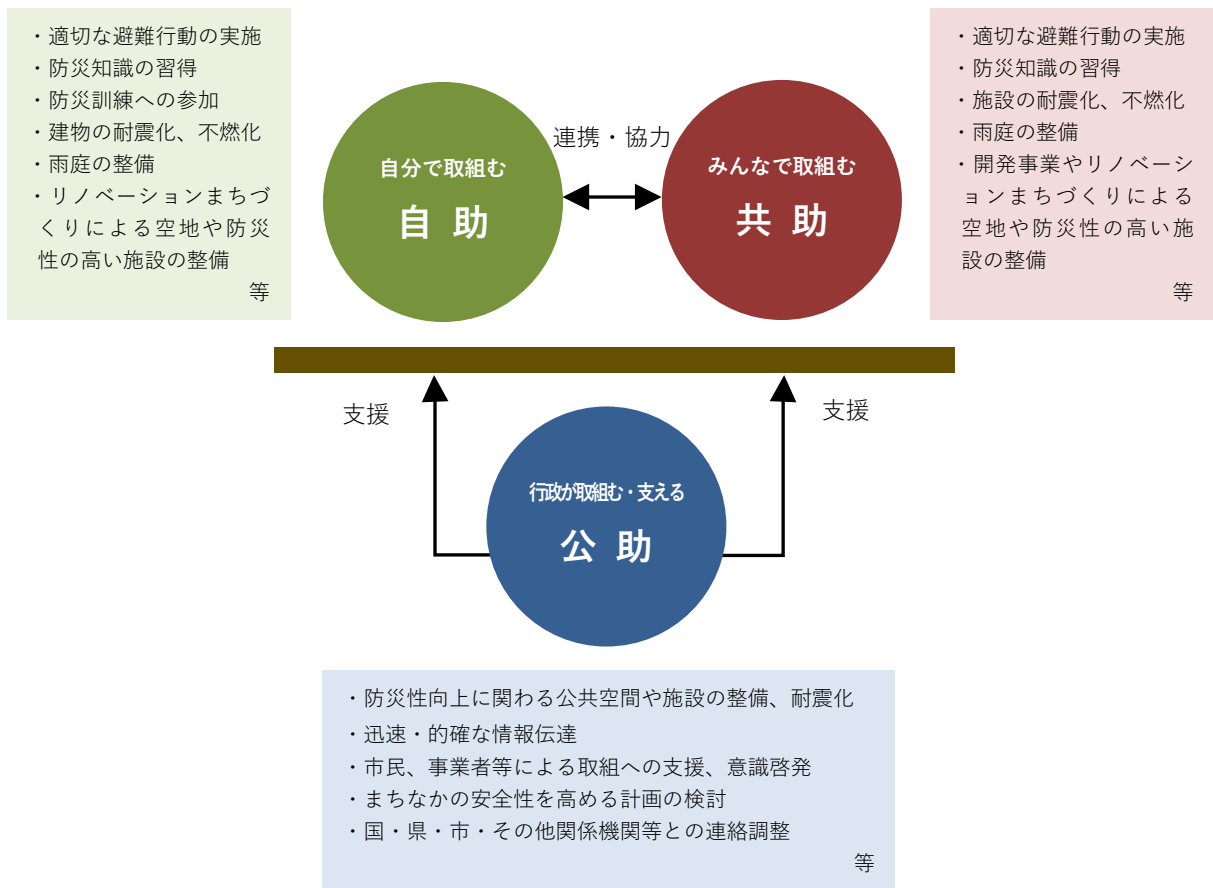 ・適切な避難行動の実施
・防災知識の習得
・防災訓練への参加
・建物の耐震化、不燃化
・雨庭の整備
・リノベーションまちづ
くりによる空地や防災
性の高い施設の整備
等
自分で取組む
自 助
連携・協力
みんなで取組む
共 助
・適切な避難行動の実施
・防災知識の習得
・施設の耐震化、不燃化
・雨庭の整備
・開発事業やリノベーシ
ョンまちづくりによる
空地や防災性の高い施
設の整備
等
支援
支援
行政が取組む・支える
公 助
・防災性向上に関わる公共空間や施設の整備、耐震化
・迅速・的確な情報伝達
・市民、事業者等による取組への支援、意識啓発
・まちなかの安全性を高める計画の検討
・国・県・市・その他関係機関等との連絡調整
等